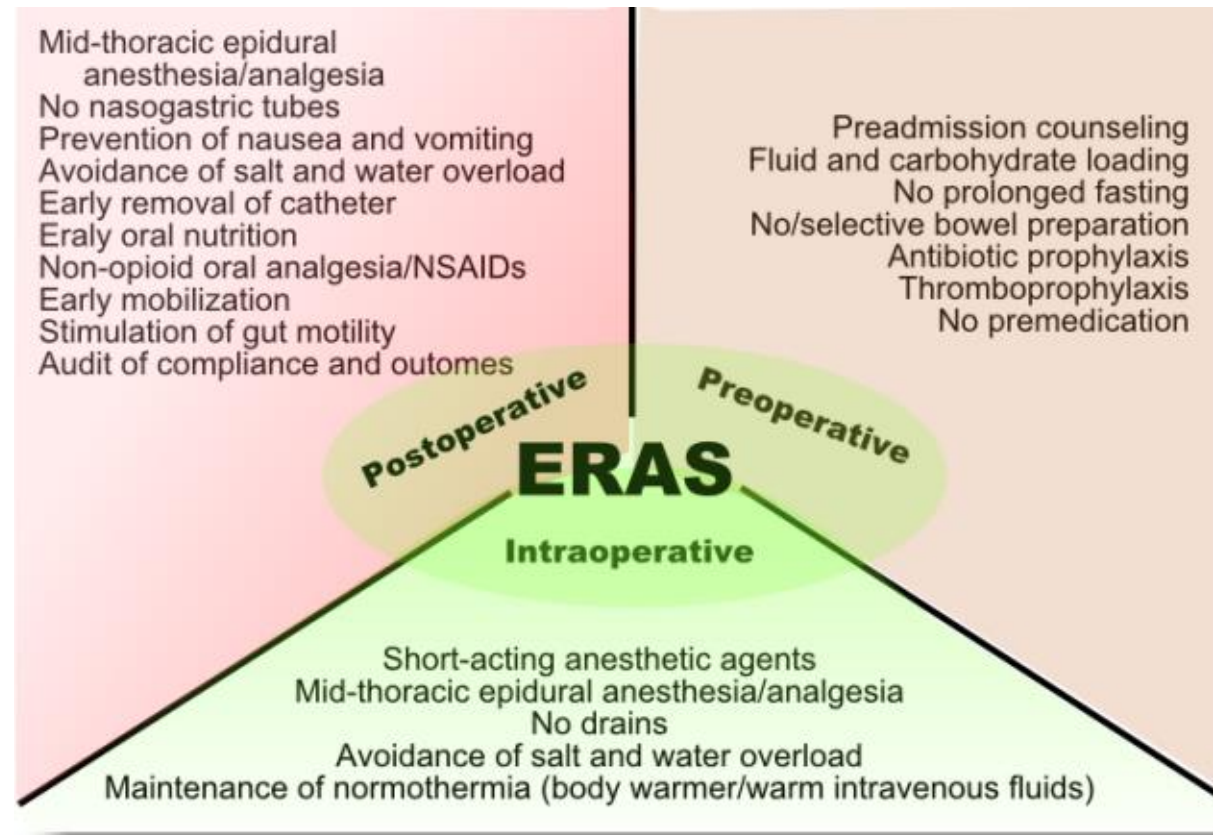 Mid-thoracic epidural
anesthesia/analgesia
No nasogastric tubes
Prevention of nausea and vomiting
Avoidance of salt and water overload
Early removal of catheter
Eraly oral nutrition
Non-opioid oral analgesia/NSAIDs
Early mobilization
Stimulation of gut motility
Audit of compliance and outcomes
Preadmission counseling
Fluid and carbohydrate loading
No prolonged fasting
No/selective bowel preparation
Antibiotic prophylaxis
Thromboprophylaxis
No premedication
Postoperative
Preoperative
ERAS
Intraoperative
Short-acting anesthetic agents
Mid-thoracic epidural anesthesia/analgesia
No drains
Avoidance of salt and water overload
Maintenance of normothermia (body warmer/warm intravenous fluids)